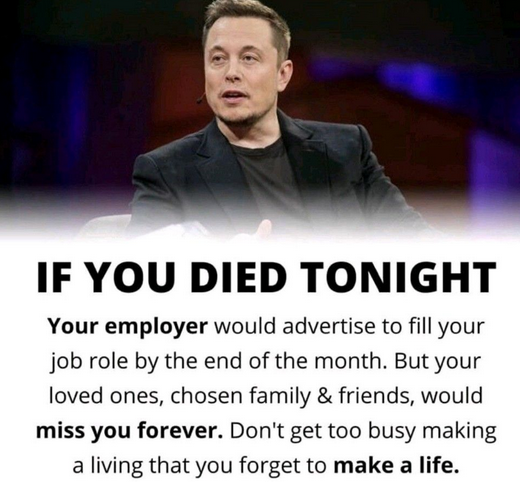 IF YOU DIED TONIGHT
Your employer would advertise to fill your
job role by the end of the month. But your
loved ones, chosen family & friends, would
miss you forever. Don't get too busy making
a living that you forget to make a life.